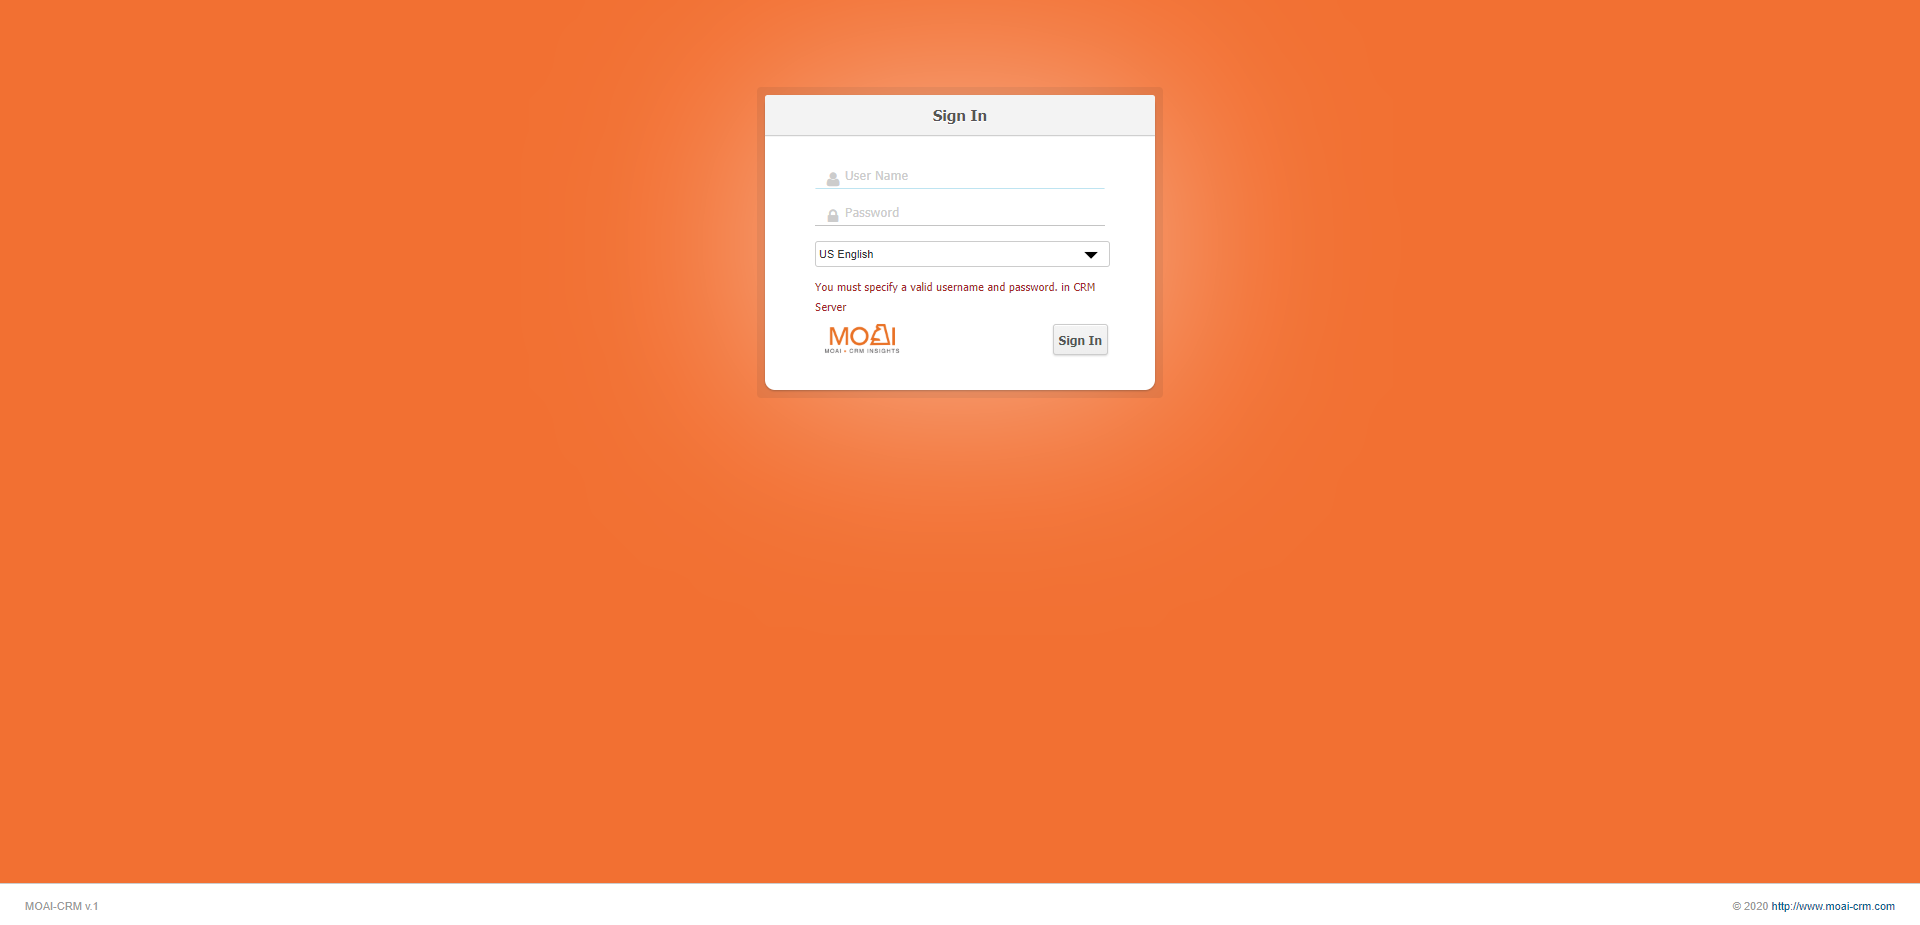 Sign In
User Name
Password
US English
You must specify a valid username and password. in CRM
Server
MOAI
MOAI • CRM INSIGHTS
Sign In
MOAI-CRM v.1
© 2020 http://www.moai-crm.com